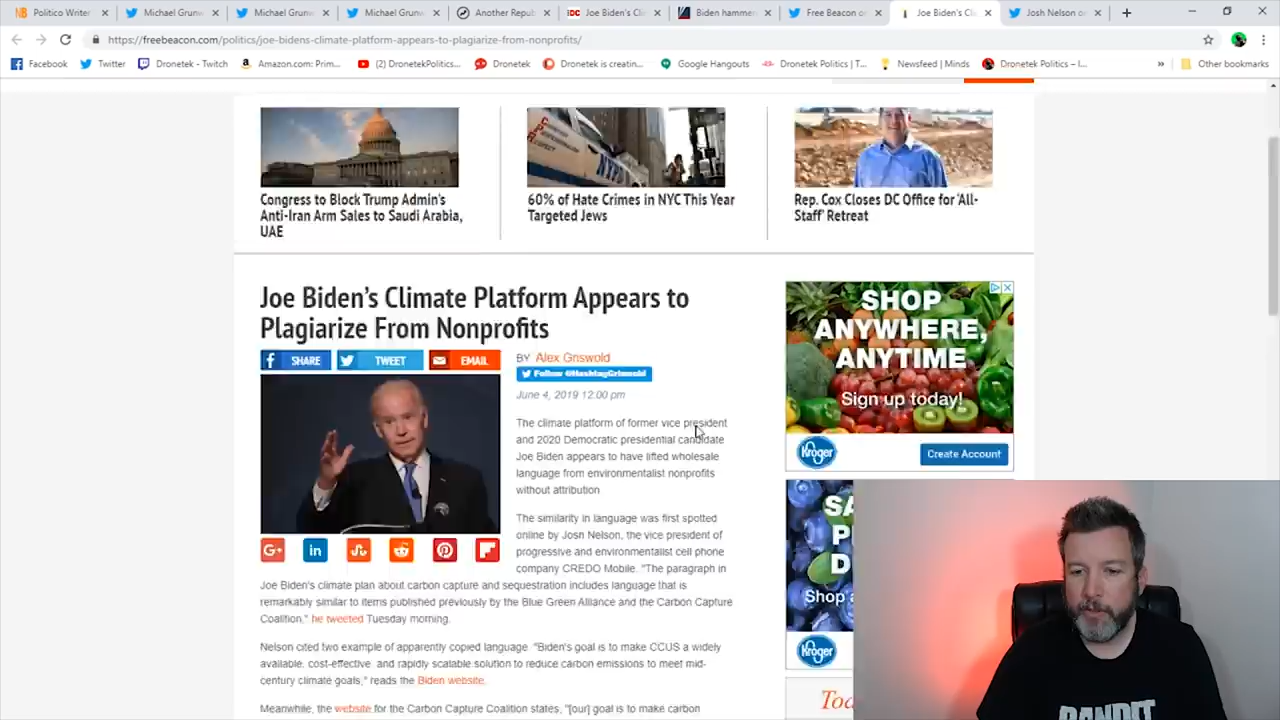 Politico Writer
Michael Grunw
Michael Grunw
Michael Grunw
Another Repub
Joe Biden's Cli
Biden hammer
Free Beacon o
Joe Biden's Cli
Josh Nelson o
https://freebeacon.com/politics/joe-bidens-climate-platform-appears-to-plagiarize-from-nonprofits/
Facebook
Twitter
Dronetek - Twitch
Amazon.com: Prim...
(2) DronetekPolitics...
Dronetek
Dronetek is creatin...
Google Hangouts
Dronetek Politics | T...
Newsfeed | Minds
Dronetek Politics – I...
»
Other bookmarks
Congress to Block Trump Admin's
Anti-Iran Arm Sales to Saudi Arabia,
UAE
60% of Hate Crimes in NYC This Year
Targeted Jews
Rep. Cox Closes DC Office for 'All-
Staff' Retreat
Joe Biden's Climate Platform Appears to
Plagiarize From Nonprofits
SHARE
TWEET
EMAIL
BY Alex Griswold
Follow @HashtagGriswold
June 4, 2019 12:00 pm
The climate platform of former vice president
and 2020 Democratic presidential candidate
Joe Biden appears to have lifted wholesale
language from environmentalist nonprofits
without attribution
The similarity in language was first spotted
online by Josh Nelson, the vice president of
progressive and environmentalist cell phone
company CREDO Mobile. "The paragraph in
Joe Biden's climate plan about carbon capture and sequestration includes language that is
remarkably similar to items published previously by the Blue Green Alliance and the Carbon Capture
Coalition," he tweeted Tuesday morning.
Nelson cited two example of apparently copied language. "Biden's goal is to make CCUS a widely
available, cost-effective, and rapidly scalable solution to reduce carbon emissions to meet mid-
century climate goals," reads the Biden website.
Meanwhile, the website for the Carbon Capture Coalition states, "[our] goal is to make carbon
SHOP
ANYWHERE,
ANYTIME
Sign up today!
Kroger
Create Account
SA
P
D
Shop a
Kroger
Tod
BANDIT